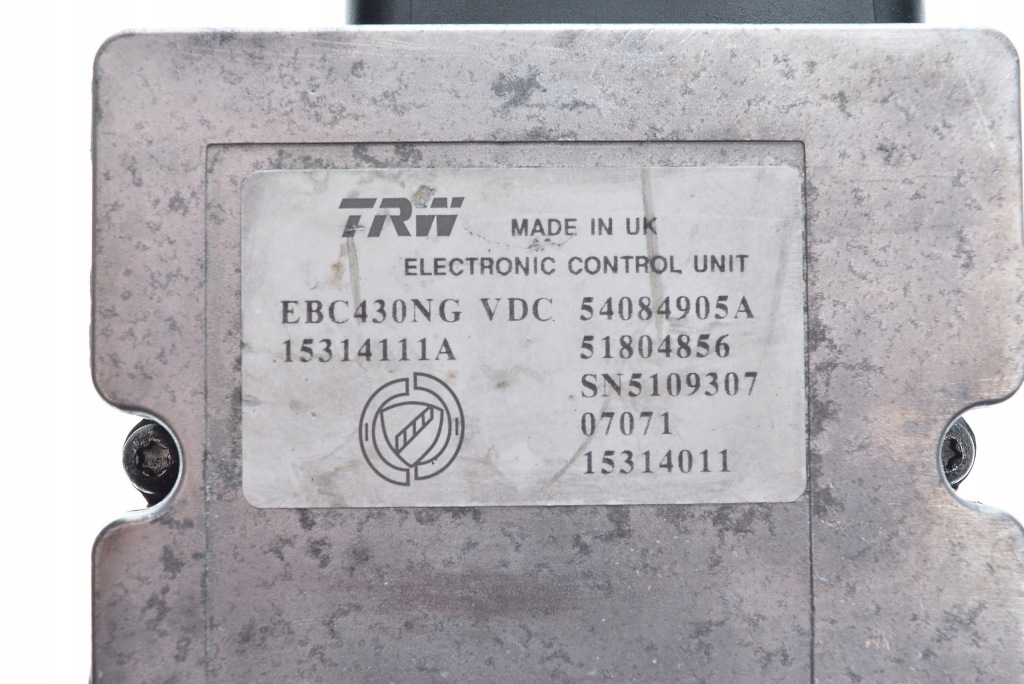 TRW MADE IN UK
ELECTRONIC CONTROL UNIT
EBC430NG VDC 54084905A
15314111A 51804856
SN5109307
07071
15314011